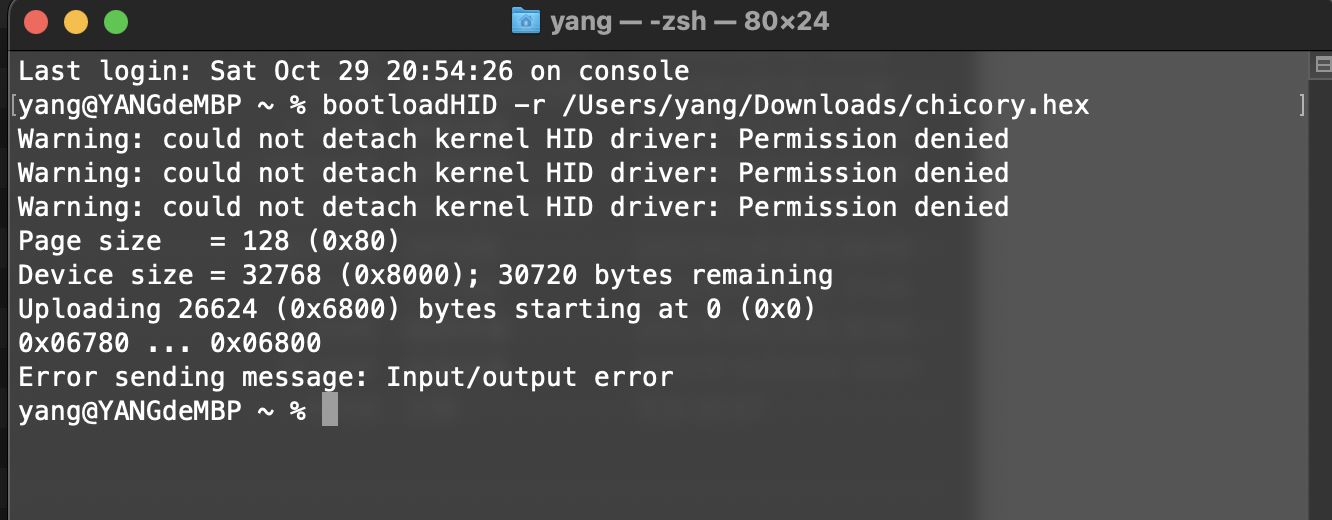 yang — -zsh — 80×24
Last login: Sat Oct 29 20:54:26 on console
[yang@YANGdeMBP ~ % bootloadHID -r /Users/yang/Downloads/chicory.hex ]
Warning: could not detach kernel HID driver: Permission denied
Warning: could not detach kernel HID driver: Permission denied
Warning: could not detach kernel HID driver: Permission denied
Page size   = 128 (0x80)
Device size = 32768 (0x8000); 30720 bytes remaining
Uploading 26624 (0x6800) bytes starting at 0 (0x0)
0x06780 ... 0x06800
Error sending message: Input/output error
yang@YANGdeMBP ~ %